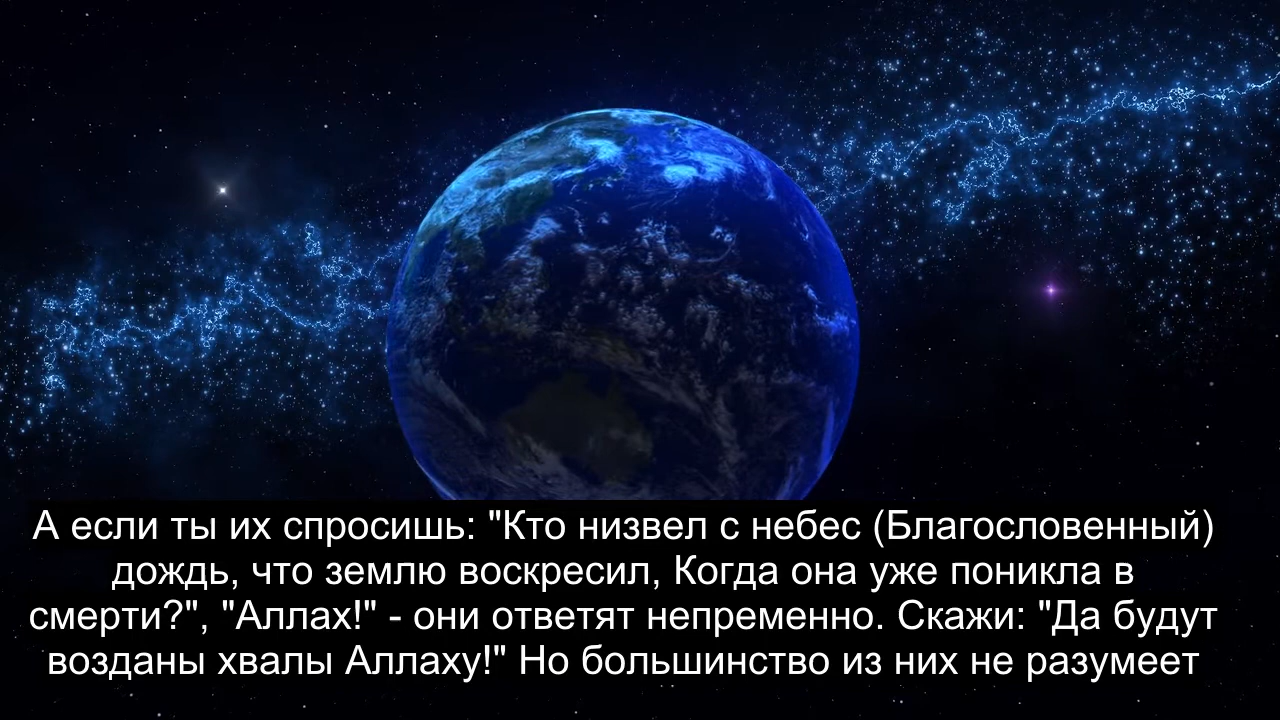 А если ты их спросишь: "Кто низвел с небес (Благословенный)
дождь, что землю воскресил, Когда она уже поникла в
смерти?", "Аллах!" - они ответят непременно. Скажи: "Да будут
возданы хвалы Аллаху!" Но большинство из них не разумеет